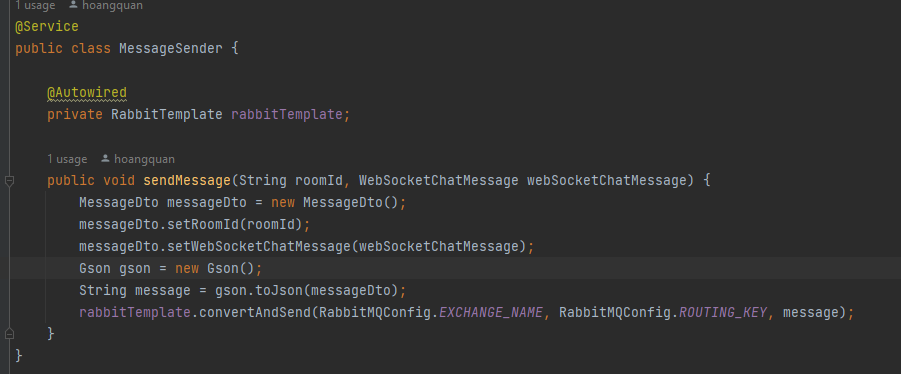 1 usage hoangquan
@Service
public class MessageSender {
@Autowired
private RabbitTemplate rabbitTemplate;
1 usage hoangquan
public void sendMessage(String roomId, WebSocketChatMessage webSocketChatMessage) {
MessageDto messageDto = new MessageDto();
messageDto.setRoomId(roomId);
messageDto.setWebSocketChatMessage(webSocketChatMessage);
Gson gson = new Gson();
String message = gson.toJson(messageDto);
rabbitTemplate.convertAndSend(RabbitMQConfig.EXCHANGE_NAME, RabbitMQConfig.ROUTING_KEY, message);
}
}